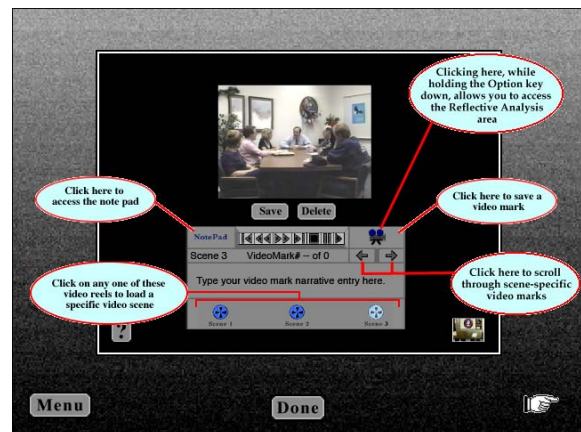 Clicking here, while
holding the Option key
down, allows you to access
the Reflective Analysis
area
Click here to
access the note pad
Save
Delete
Click here to save a
video mark
NotePad
Scene 3 VideoMark# -- of 0
Click on any one of these
video reels to load a
specific video scene
Type your video mark narrative entry here.
Click here to scroll
through scene-specific
video marks
Scene 1
Scene 2
Scene 3
?
Menu
Done